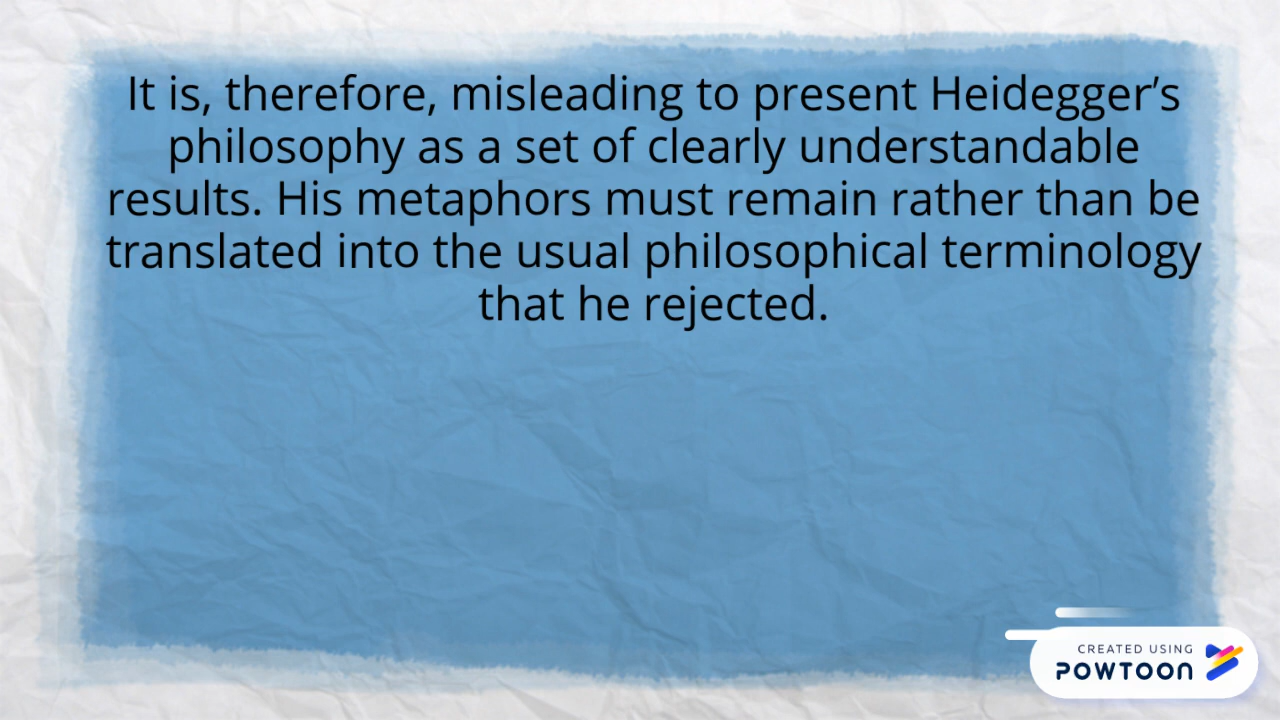 It is, therefore, misleading to present Heidegger’s
philosophy as a set of clearly understandable
results. His metaphors must remain rather than be
translated into the usual philosophical terminology
that he rejected.
CREATED USING
POWTOON